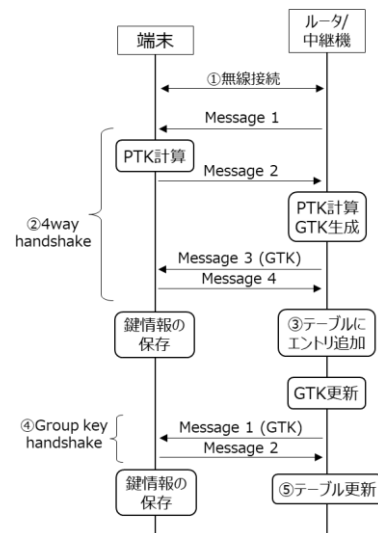 端末
ルータ/
中継機
①無線接続
Message 1
PTK計算
Message 2
②4way
handshake
PTK計算
GTK生成
Message 3 (GTK)
Message 4
鍵情報の
保存
③テーブルに
エントリ追加
GTK更新
④Group key
handshake
Message 1 (GTK)
Message 2
鍵情報の
保存
⑤テーブル更新